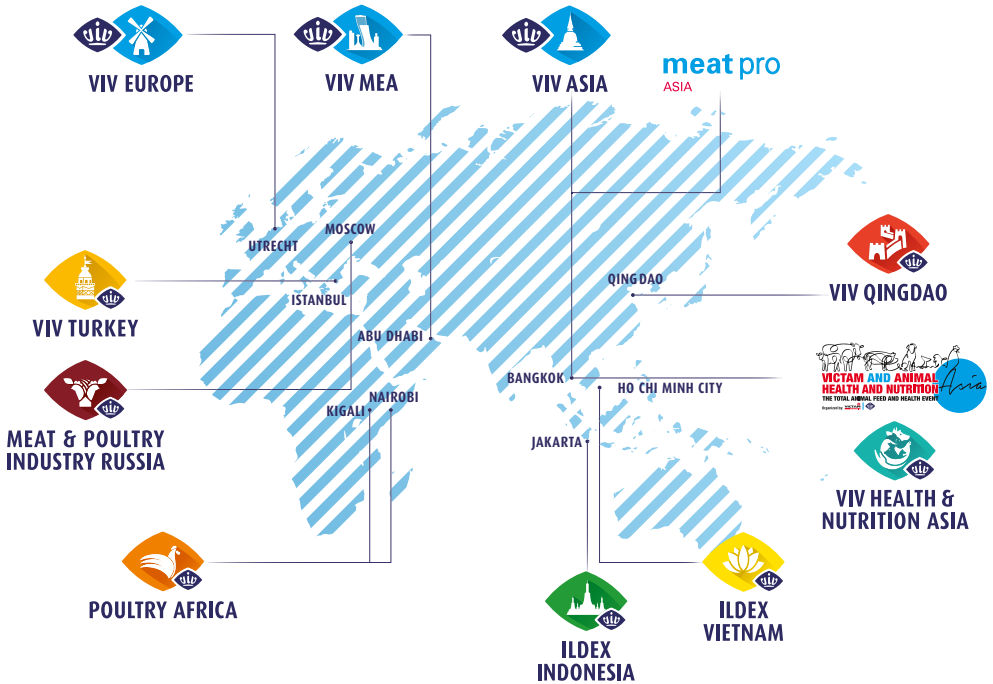 VIV EUROPE
VIV MEA
VIV ASIA
meat pro
ASIA
UTRECHT
MOSCOW
ISTANBUL
QINGDAO
VIV QINGDAO
VIV TURKEY
ABU DHABI
BANGKOK
HO CHI MINH CITY
VICTAM AND ANIMAL
HEALTH AND NUTRITION
Asia
THE TOTAL ANIMAL FEED AND HEALTH EVENT
Organized by:
NAIROBI
KIGALI
MEAT & POULTRY
INDUSTRY RUSSIA
JAKARTA
VIV HEALTH &
NUTRITION ASIA
POULTRY AFRICA
ILDEX
VIETNAM
ILDEX
INDONESIA